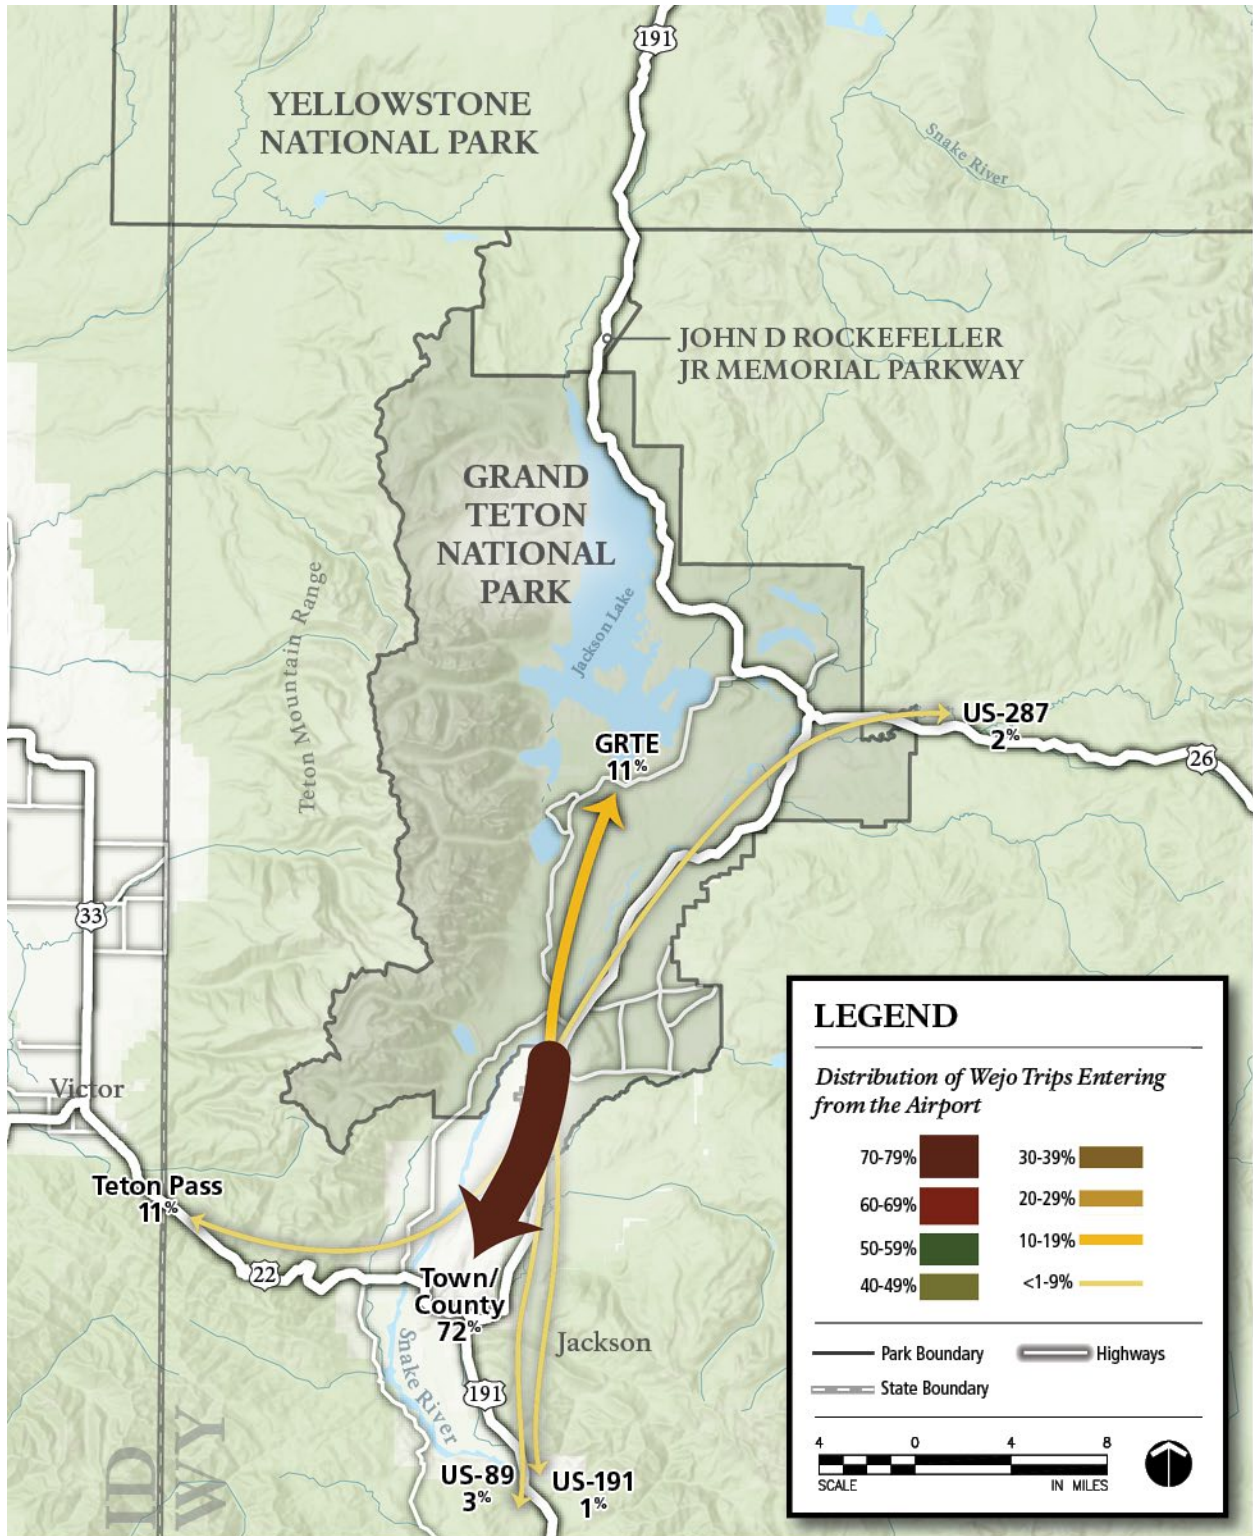 191
YELLOWSTONE
NATIONAL PARK
Snake River
JOHN D ROCKEFELLER
JR MEMORIAL PARKWAY
GRAND
TETON
NATIONAL
PARK
Teton Mountain Range
Jackson Lake
US-287
2%
GRTE
11%
26
33
Victor
Teton Pass
11%
22
Town/
County
72%
Jackson
Snake River
191
US-89
3%
US-191
1%
ID
WY
LEGEND
Distribution of Wejo Trips Entering
from the Airport
70-79%
60-69%
50-59%
40-49%
30-39%
20-29%
10-19%
<1-9%
Park Boundary
Highways
State Boundary
4 0 4 8
SCALE IN MILES